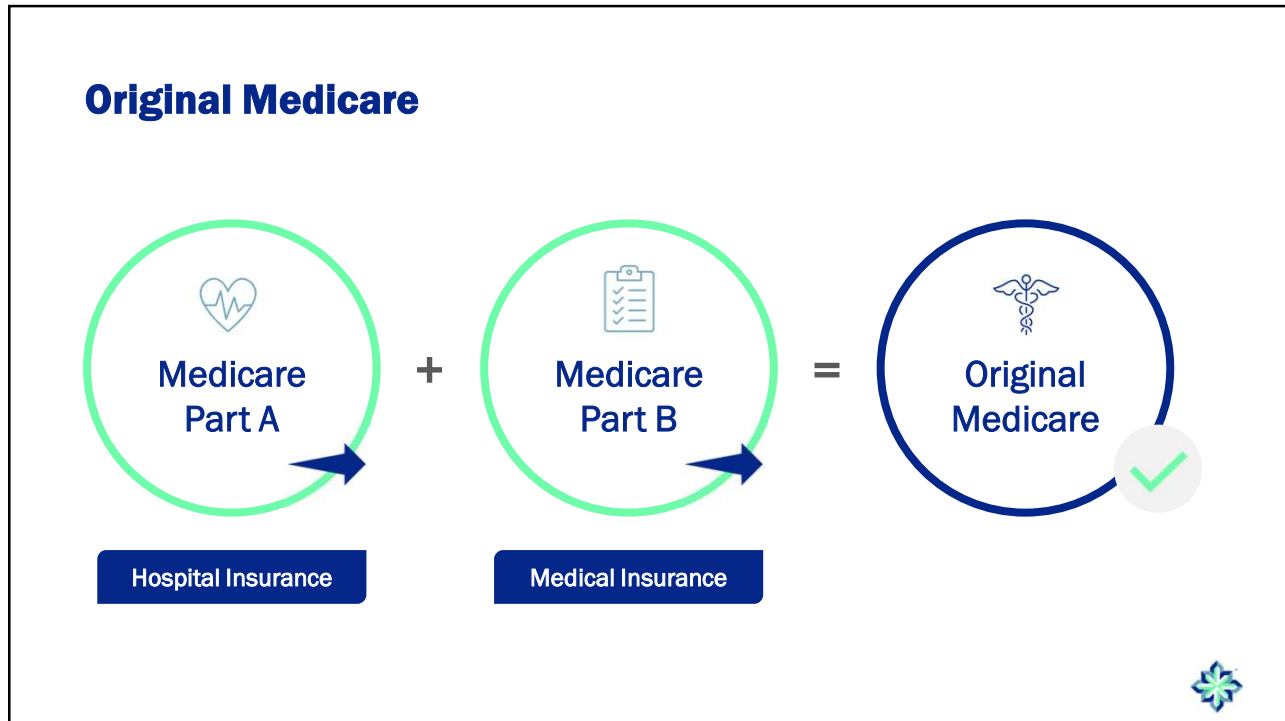 Original Medicare
Medicare
Part A
+
Medicare
Part B
=
Original
Medicare
Hospital Insurance
Medical Insurance